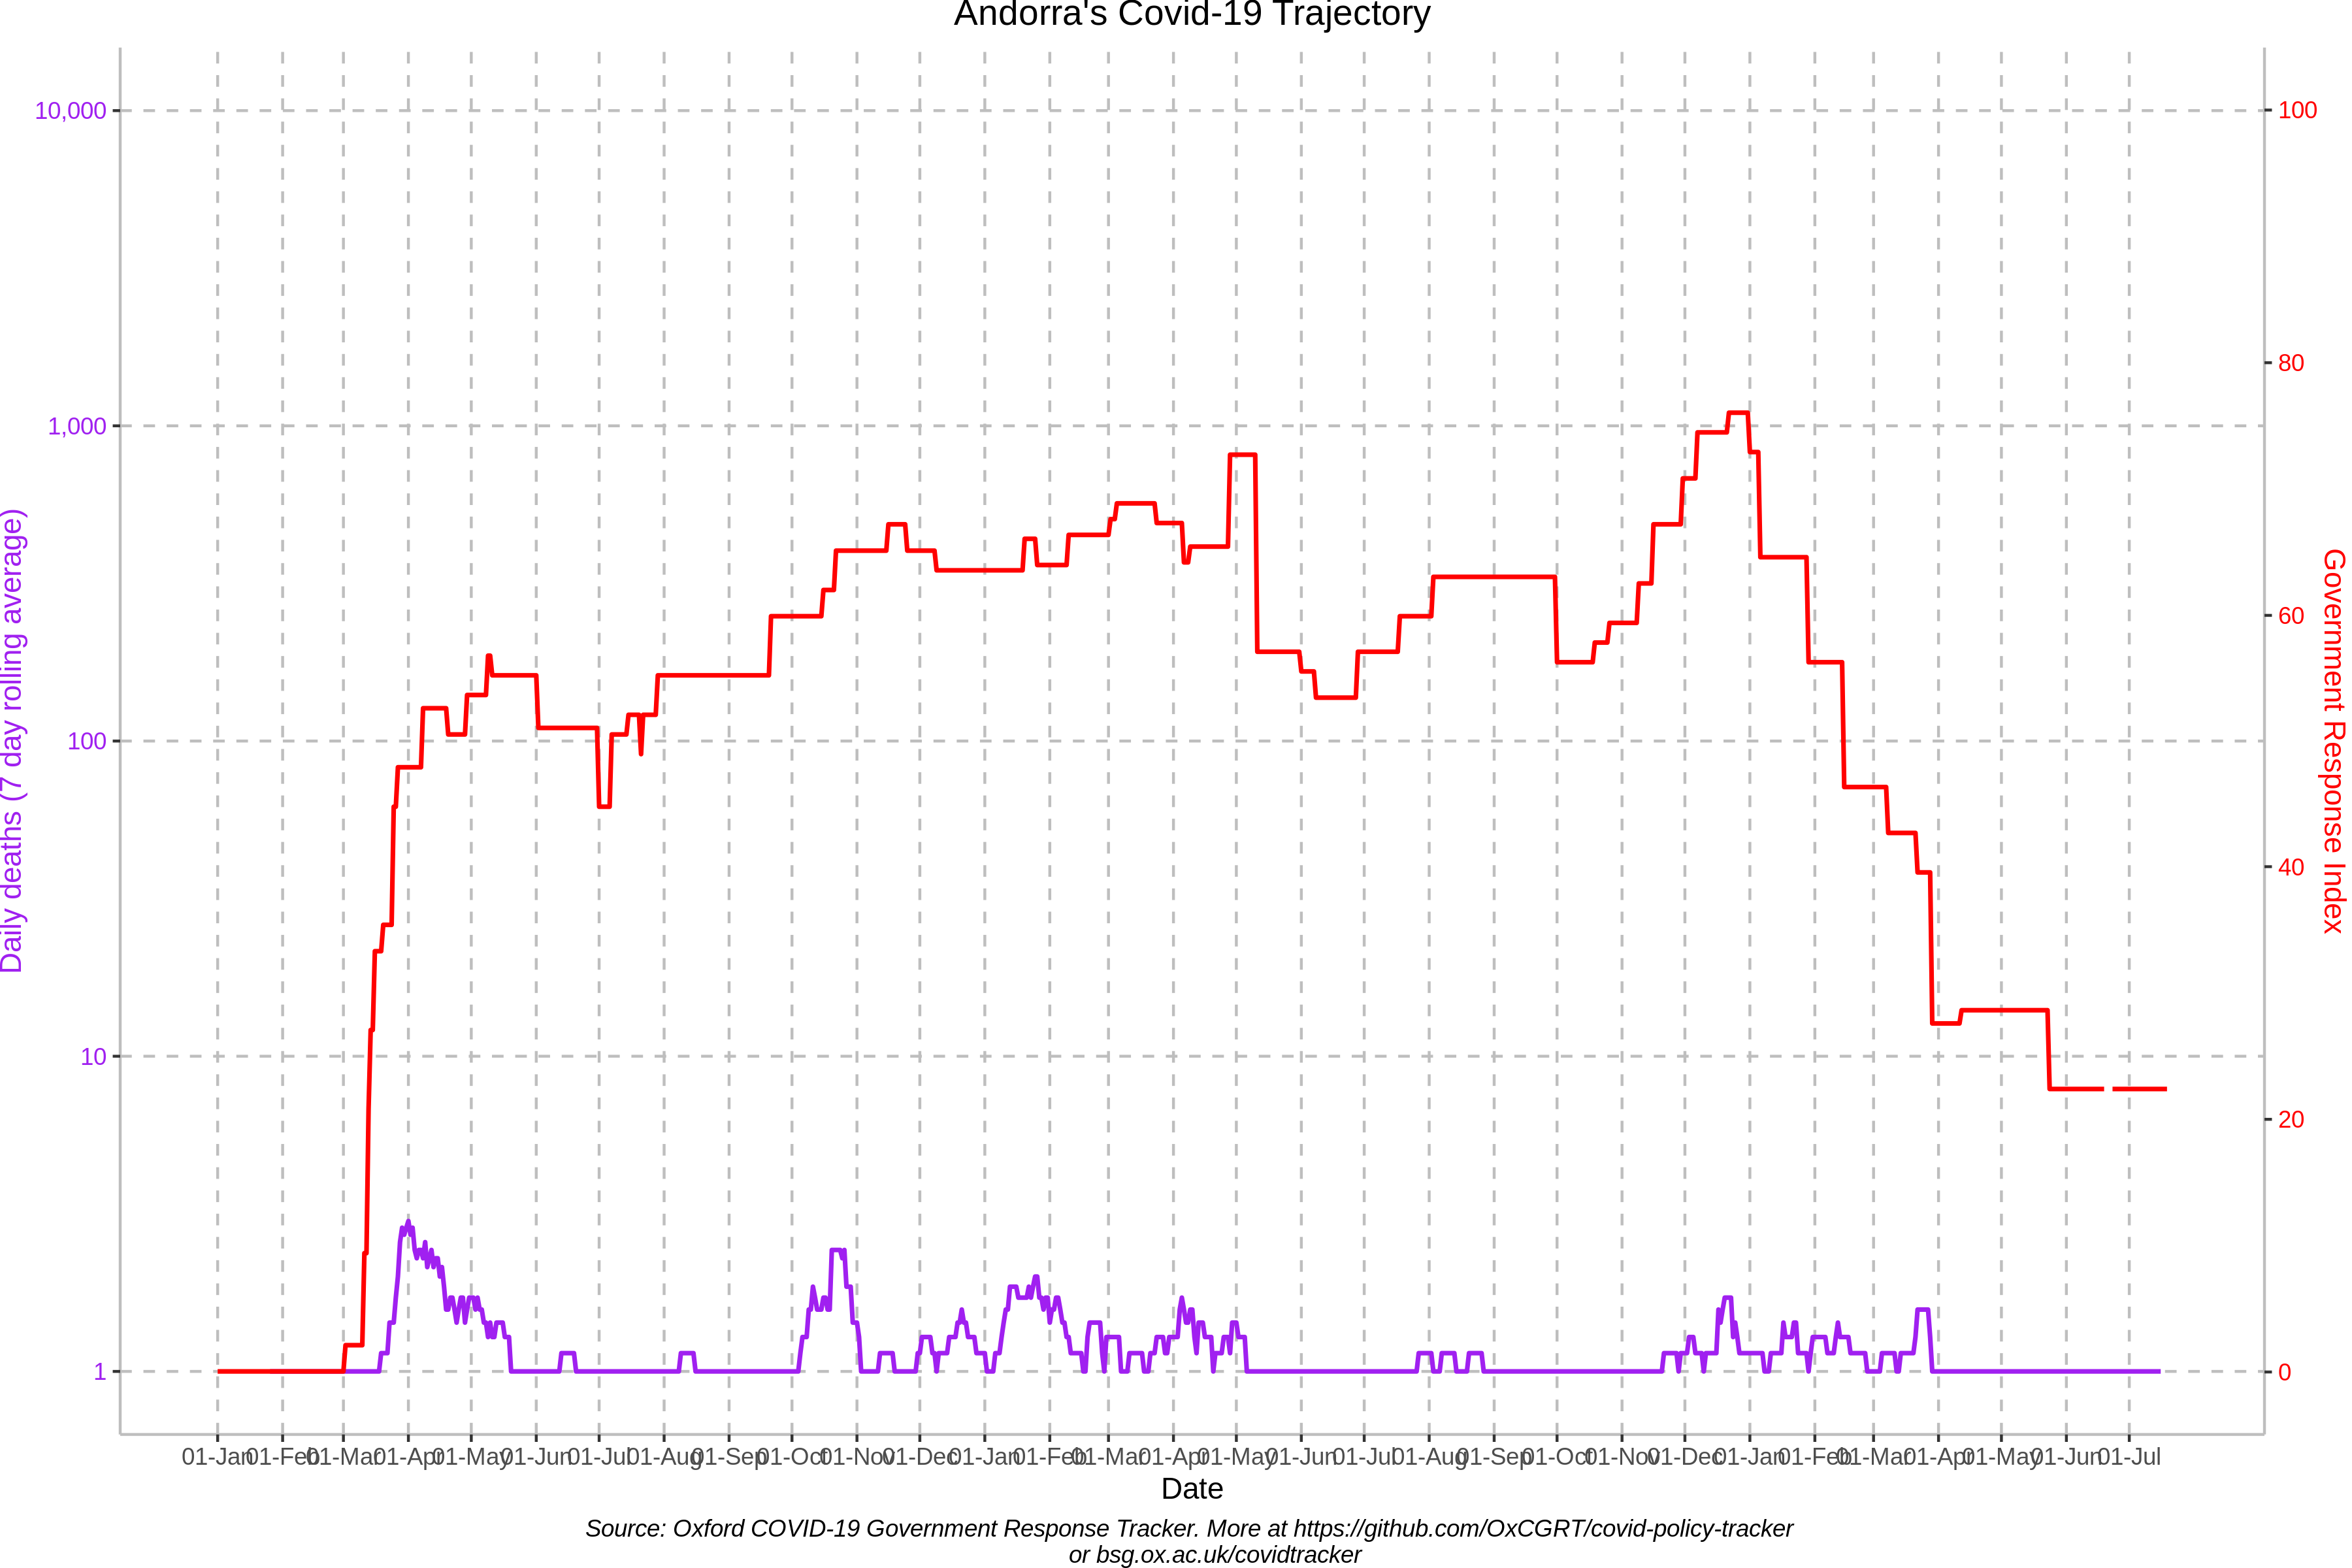 Andorra's Covid-19 Trajectory
10,000
1,000
100
10
1
Daily deaths (7 day rolling average)
100
80
60
40
20
0
Government Response Index
01-Jan 01-Feb 01-Mar 01-Apr 01-May 01-Jun 01-Jul 01-Aug 01-Sep 01-Oct 01-Nov 01-Dec 01-Jan 01-Feb 01-Mar 01-Apr 01-May 01-Jun 01-Jul 01-Aug 01-Sep 01-Oct 01-Nov 01-Dec 01-Jan 01-Feb 01-Mar 01-Apr 01-May 01-Jun 01-Jul
Date
Source: Oxford COVID-19 Government Response Tracker. More at https://github.com/OxCGRT/covid-policy-tracker
or bsg.ox.ac.uk/covidtracker